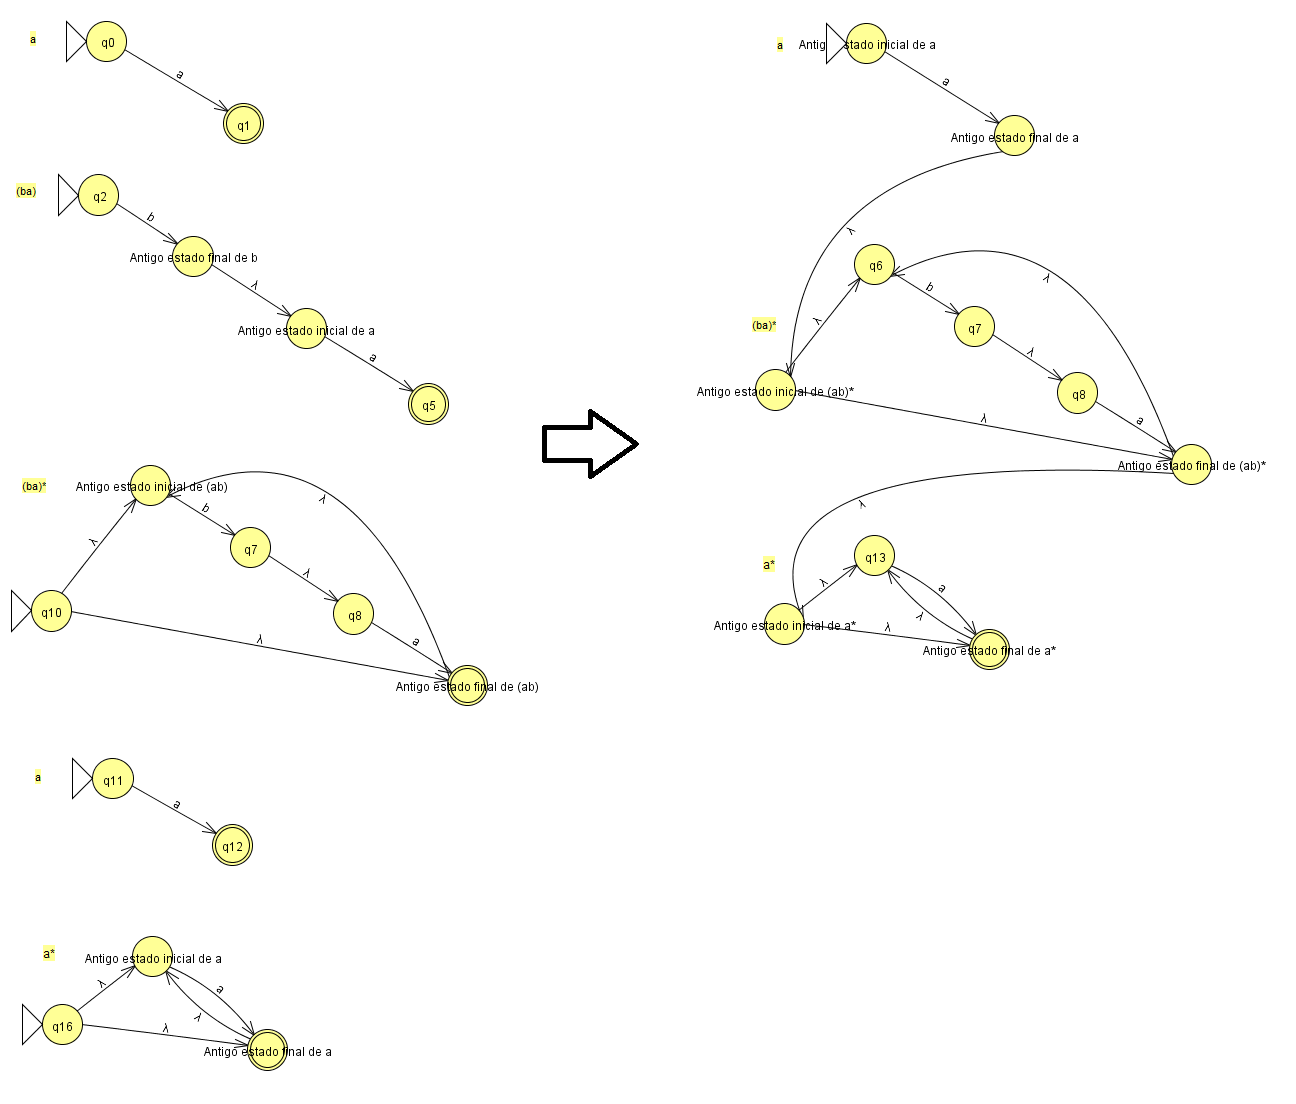 a
q0
a
q1
(ba)
q2
b
Antigo estado final de b
λ
Antigo estado inicial de a
a
q5
(ba)*
Antigo estado inicial de (ab)
λ
b
q7
λ
λ
q8
q10
λ
a
Antigo estado final de (ab)
a
q11
a
q12
a*
Antigo estado inicial de a
λ
a
λ
q16
λ
Antigo estado final de a
a
Antigo estado inicial de a
a
Antigo estado final de a
λ
q6
λ
b
(ba)*
λ
q7
λ
Antigo estado inicial de (ab)*
q8
λ
a
Antigo estado final de (ab)*
λ
a*
q13
λ
a
λ
Antigo estado inicial de a*
λ
Antigo estado final de a*